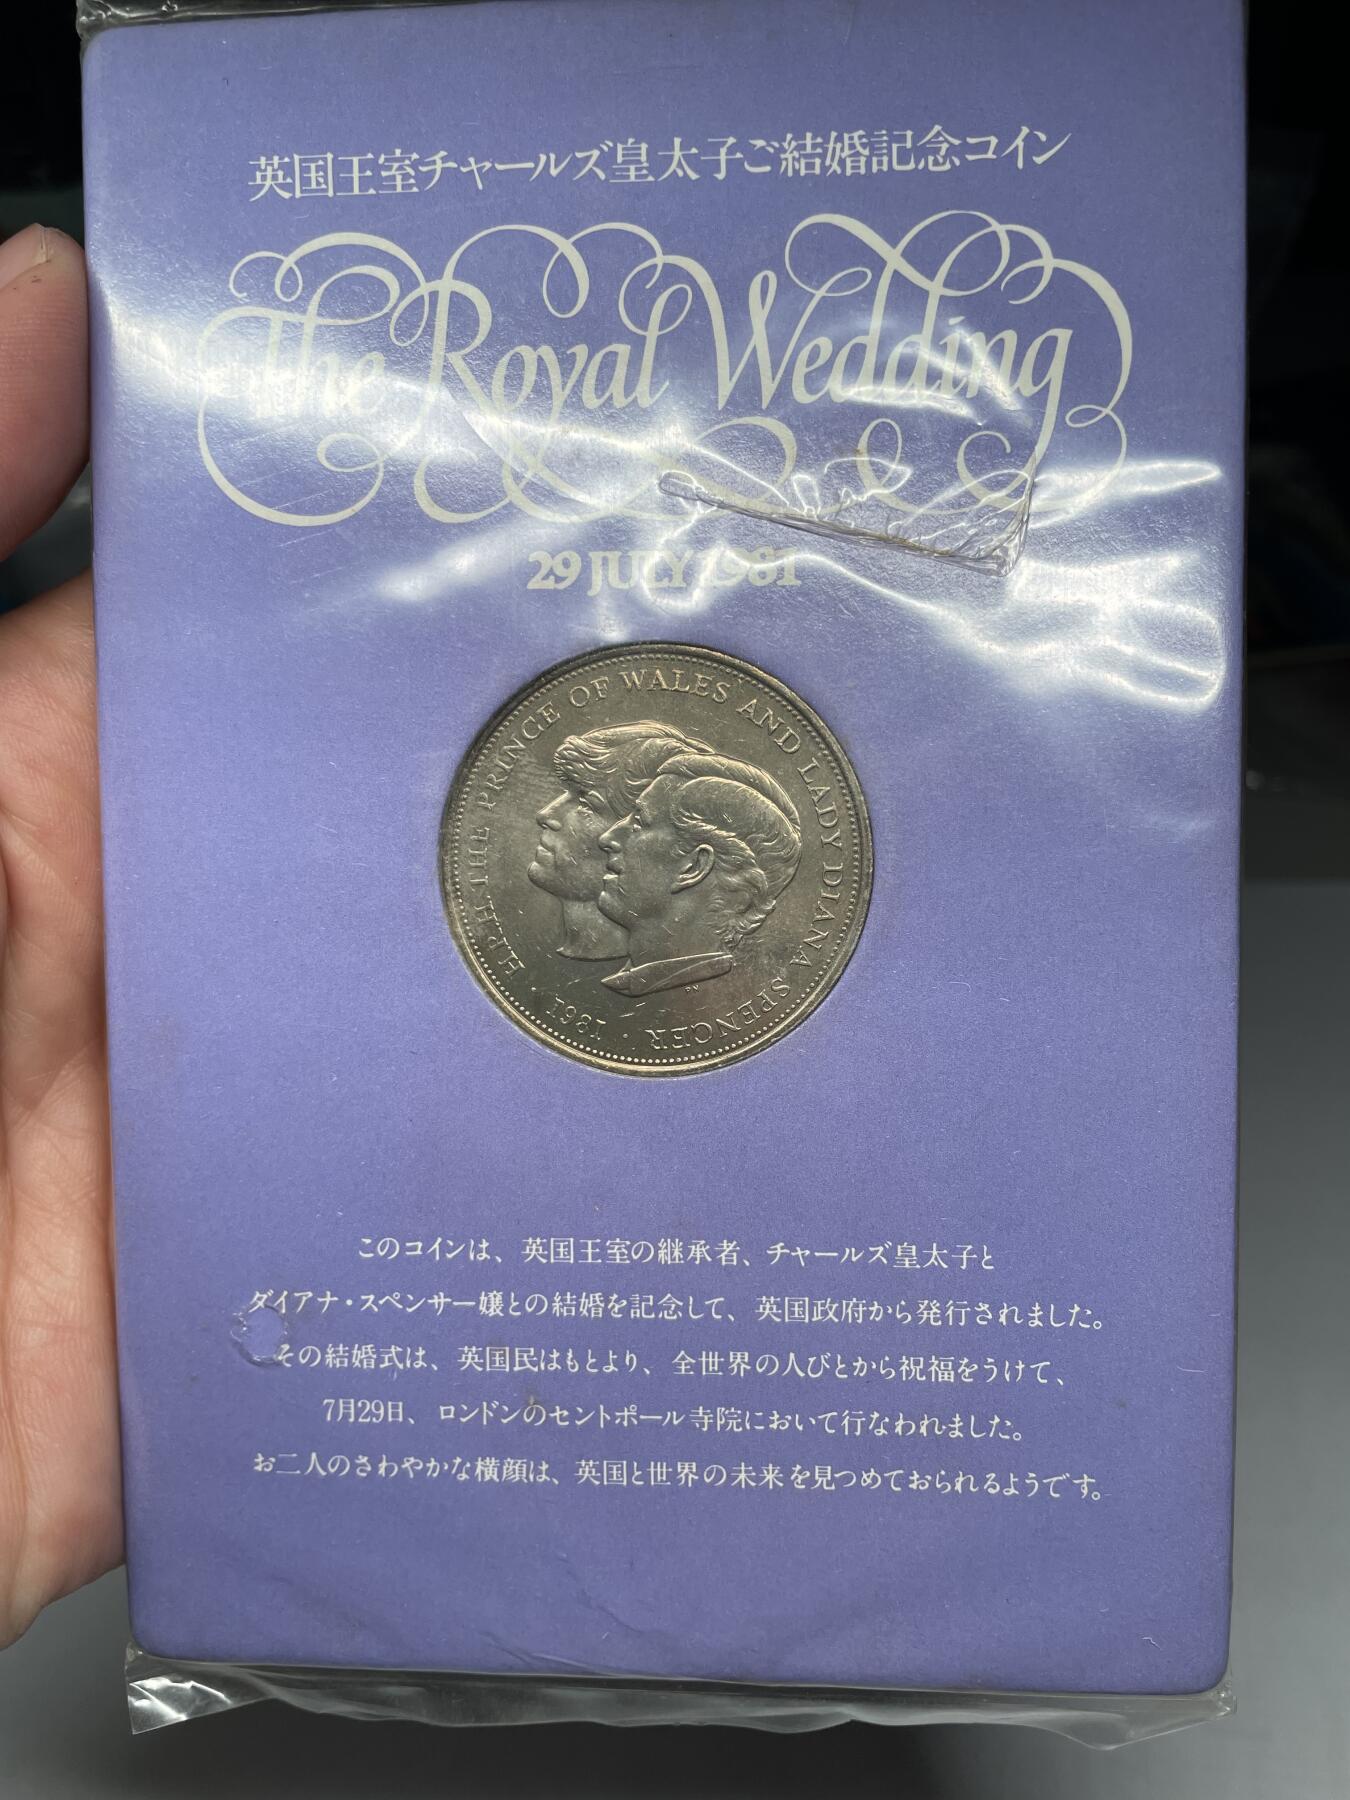 英国王室チャールズ皇太子ご結婚記念コイン
The Royal Wedding
29 JULY 1981
H.R.H. THE PRINCE OF WALES AND LADY DIANA SPENCER · 1981 ·
PN
このコインは、英国王室の継承者、チャールズ皇太子と
ダイアナ・スペンサー嬢との結婚を記念して、英国政府から発行されました。
その結婚式は、英国民はもとより、全世界の人びとから祝福をうけて、
7月29日、ロンドンのセントポール寺院において行なわれました。
お二人のさわやかな横顔は、英国と世界の未来を見つめておられるようです。